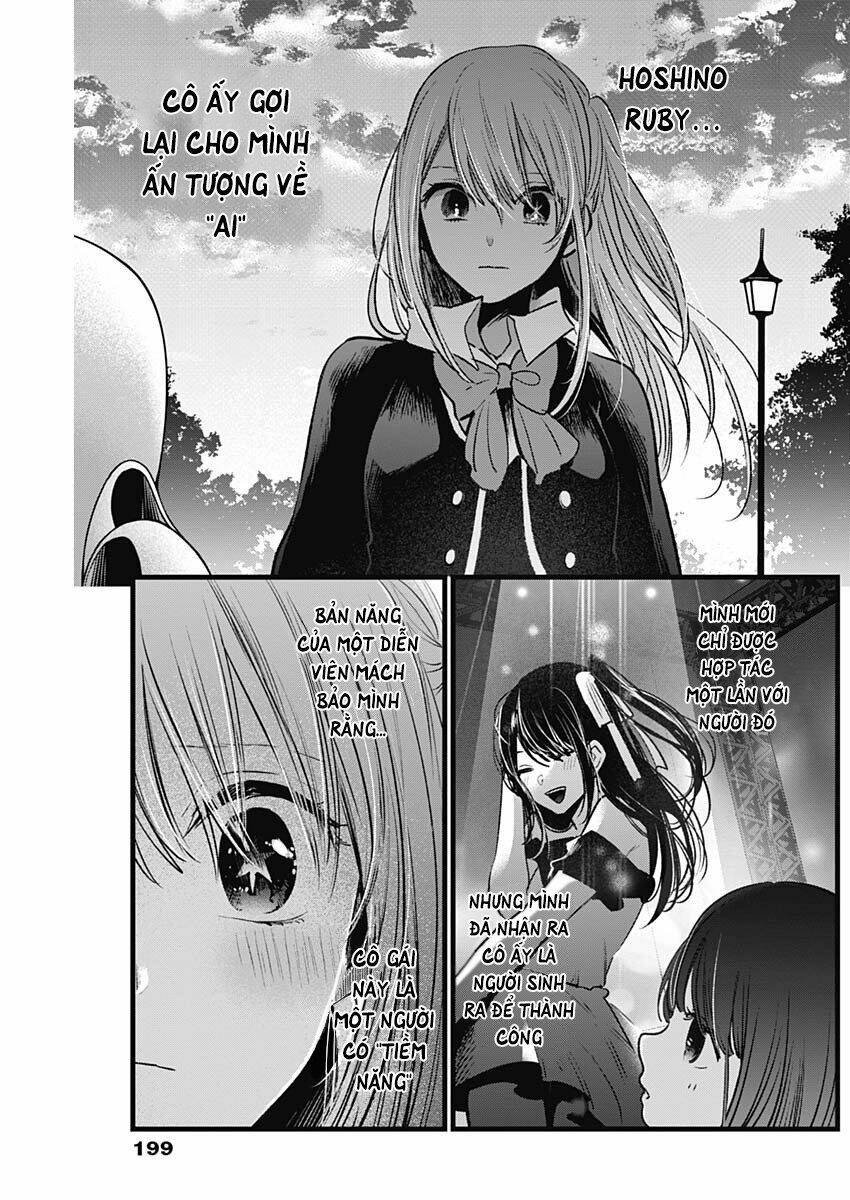 HOSHINO
RUBY...
CÔ ẤY GỢI
LẠI CHO MÌNH
ẤN TƯỢNG VỀ
"AI"
MÌNH MỚI
CHỈ ĐƯỢC
HỢP TÁC
MỘT LẦN VỚI
NGƯỜI ĐÓ
NHƯNG MÌNH
ĐÃ NHẬN RA
CÔ ẤY LÀ
NGƯỜI SINH
RA ĐỂ THÀNH
CÔNG
BẢN NĂNG
CỦA MỘT DIỄN
VIÊN MÁCH
BẢO MÌNH
RẰNG...
CÔ GÁI
NÀY LÀ
MỘT NGƯỜI
CÓ "TIỀM
NĂNG"
199